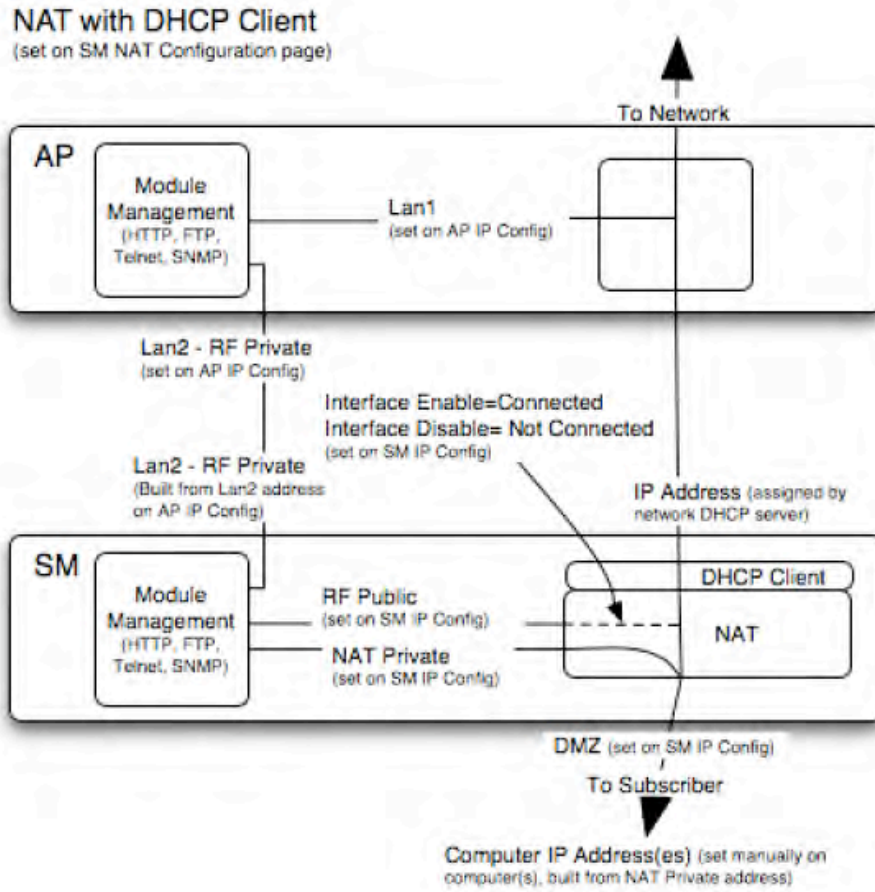 NAT with DHCP Client
(set on SM NAT Configuration page)
To Network
AP
Module
Management
(HTTP, FTP,
Telnet, SNMP)
Lan1
(set on AP IP Config)
Lan2 - RF Private
(set on AP IP Config)
Interface Enable=Connected
Interface Disable= Not Connected
(set on SM IP Config)
Lan2 - RF Private
(Built from Lan2 address
on AP IP Config)
IP Address (assigned by
network DHCP server)
SM
Module
Management
(HTTP, FTP,
Telnet, SNMP)
RF Public
(set on SM IP Config)
NAT Private
(set on SM IP Config)
DHCP Client
NAT
DMZ (set on SM IP Config)
To Subscriber
Computer IP Address(es) (set manually on
computer(s), built from NAT Private address)